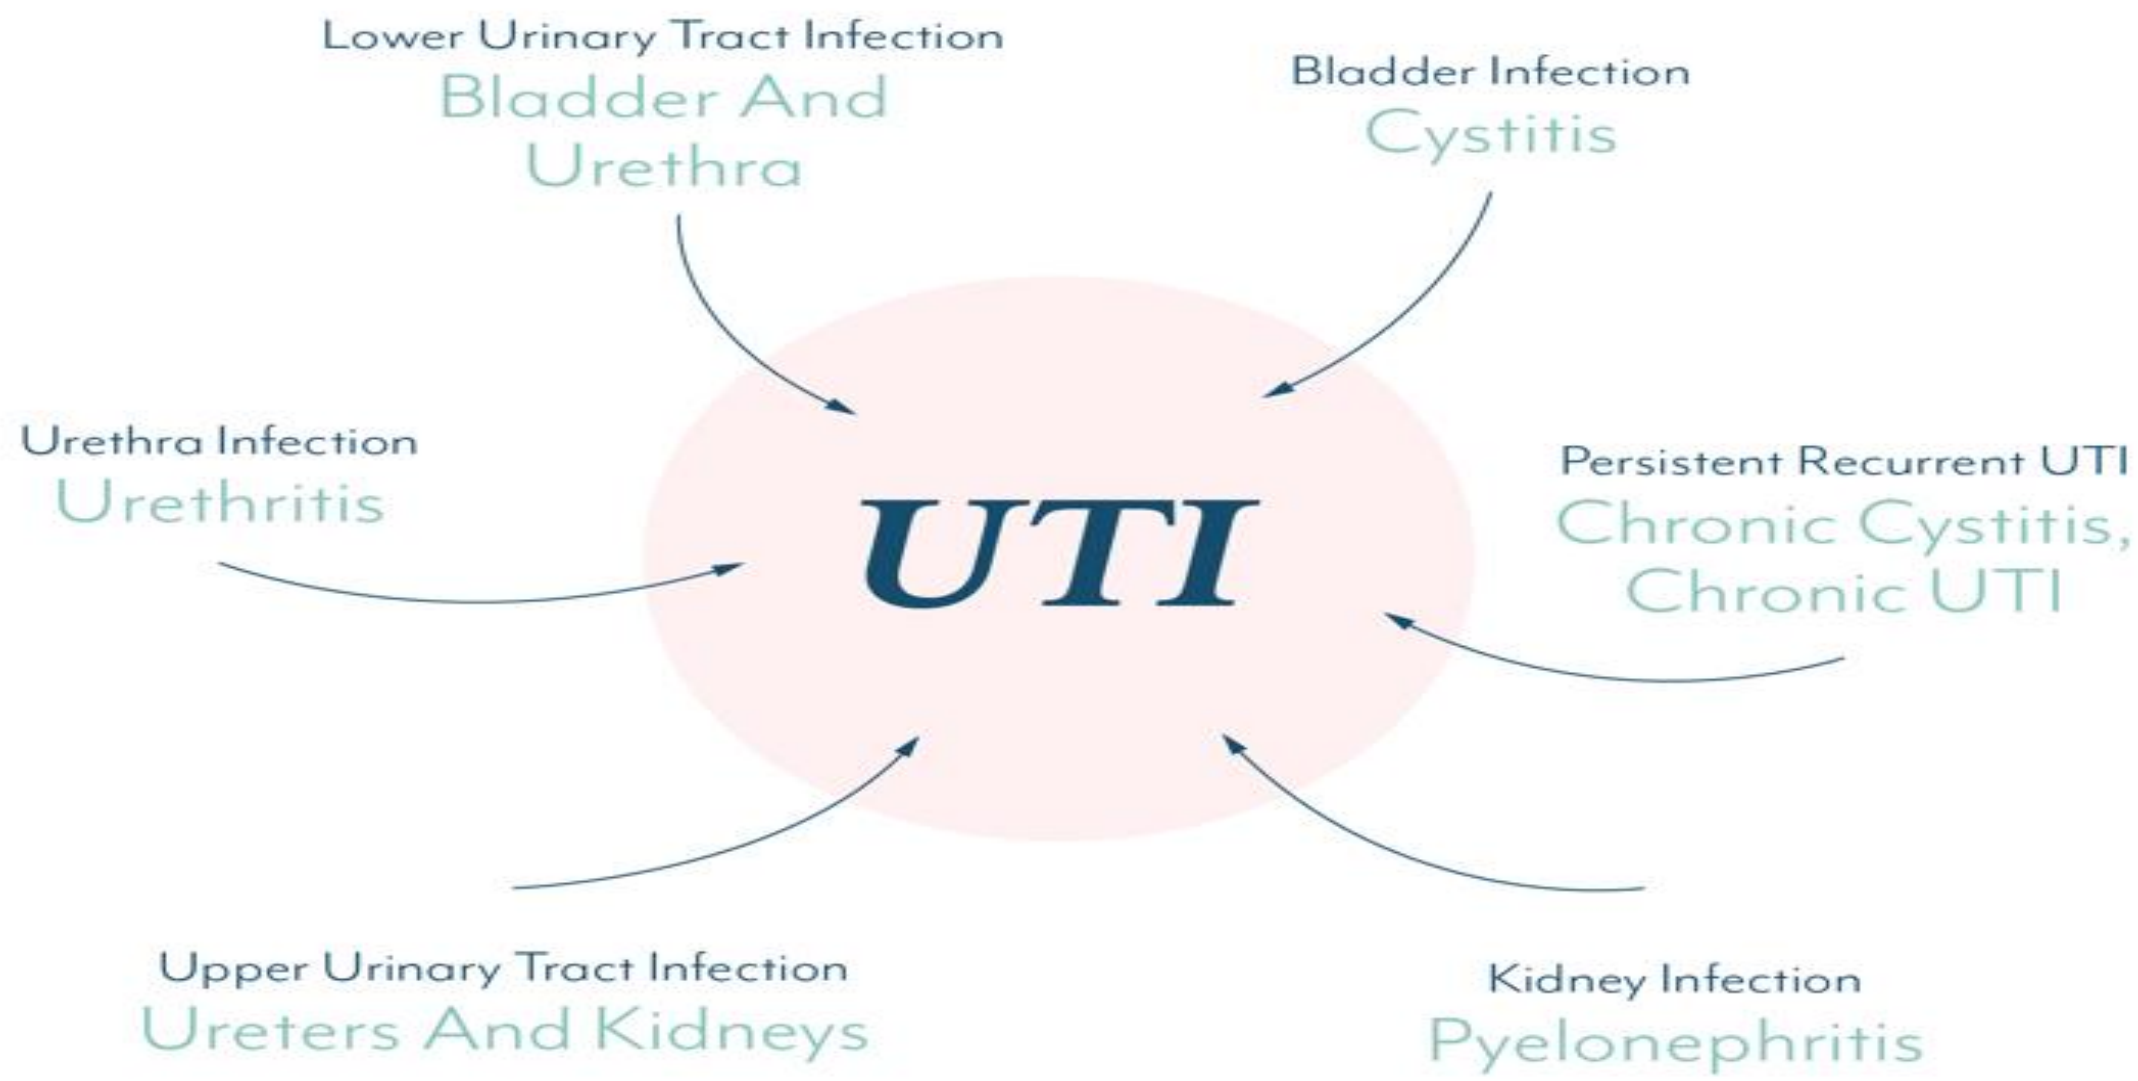 Lower Urinary Tract Infection
Bladder And
Urethra
Bladder Infection
Cystitis
Urethra Infection
Urethritis
UTI
Persistent Recurrent UTI
Chronic Cystitis,
Chronic UTI
Upper Urinary Tract Infection
Ureters And Kidneys
Kidney Infection
Pyelonephritis